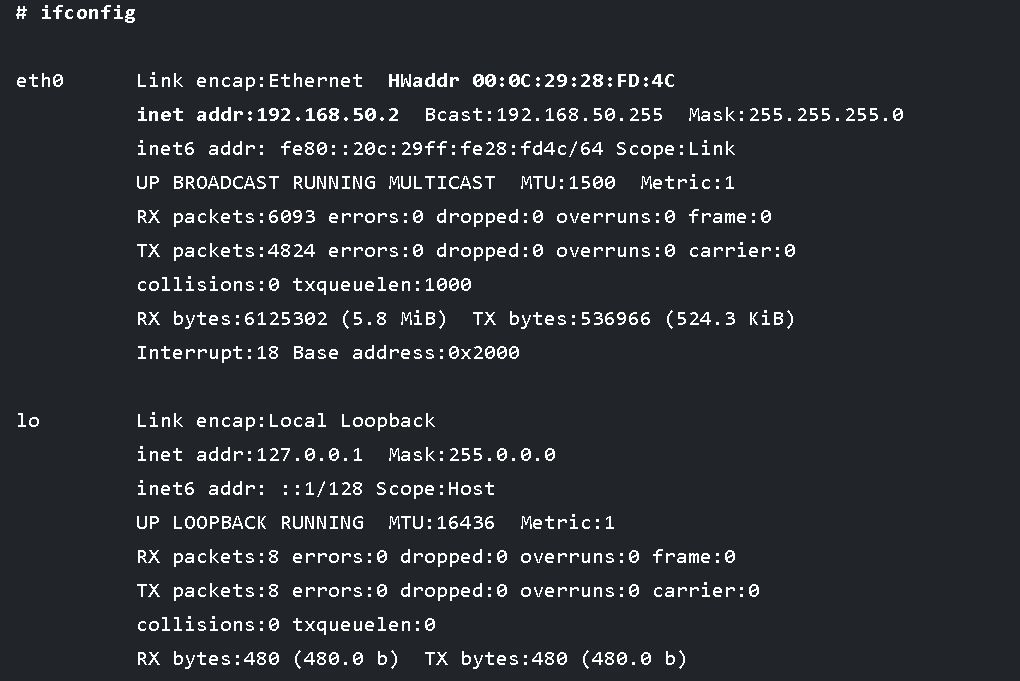 # ifconfig
eth0 Link encap:Ethernet HWaddr 00:0C:29:28:FD:4C
inet addr:192.168.50.2 Bcast:192.168.50.255 Mask:255.255.255.0
inet6 addr: fe80::20c:29ff:fe28:fd4c/64 Scope:Link
UP BROADCAST RUNNING MULTICAST MTU:1500 Metric:1
RX packets:6093 errors:0 dropped:0 overruns:0 frame:0
TX packets:4824 errors:0 dropped:0 overruns:0 carrier:0
collisions:0 txqueuelen:1000
RX bytes:6125302 (5.8 MiB) TX bytes:536966 (524.3 KiB)
Interrupt:18 Base address:0x2000
lo Link encap:Local Loopback
inet addr:127.0.0.1 Mask:255.0.0.0
inet6 addr: ::1/128 Scope:Host
UP LOOPBACK RUNNING MTU:16436 Metric:1
RX packets:8 errors:0 dropped:0 overruns:0 frame:0
TX packets:8 errors:0 dropped:0 overruns:0 carrier:0
collisions:0 txqueuelen:0
RX bytes:480 (480.0 b) TX bytes:480 (480.0 b)